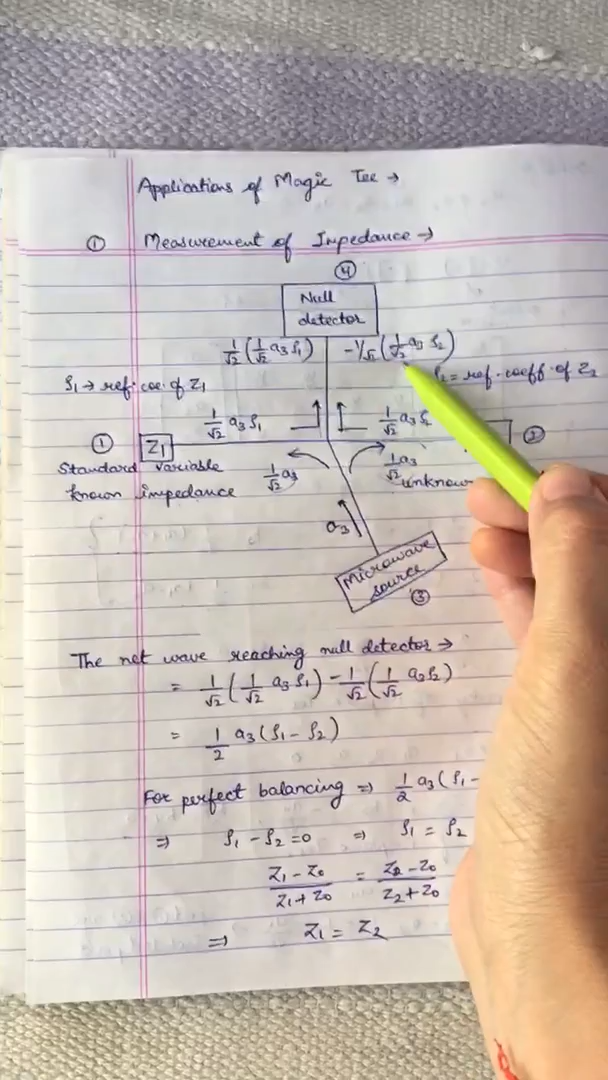 Applications of Magic Tee →
① Measurement of Impedance →
④
Null
detector
1/√2 (1/√2 a3 ρ1)
-1/√2 (1/√2 a3 ρ2)
ρ1 → ref. coe. of Z1
ρ2 = ref. coeff. of Z2
1/√2 a3 ρ1
1/√2 a3 ρ2
① Z1
②
Standard variable
known impedance
1/√2 a3
1/√2 a3
unknow
a3
Microwave
source
③
The net wave reaching null detector →
= 1/√2 (1/√2 a3 ρ1) - 1/√2 (1/√2 a3 ρ2)
= 1/2 a3 (ρ1 - ρ2)
For perfect balancing ⇒ 1/2 a3 (ρ1 -
⇒ ρ1 - ρ2 = 0 ⇒ ρ1 = ρ2
Z1 - Z0 / Z1 + Z0 = Z2 - Z0 / Z2 + Z0
⇒ Z1 = Z2